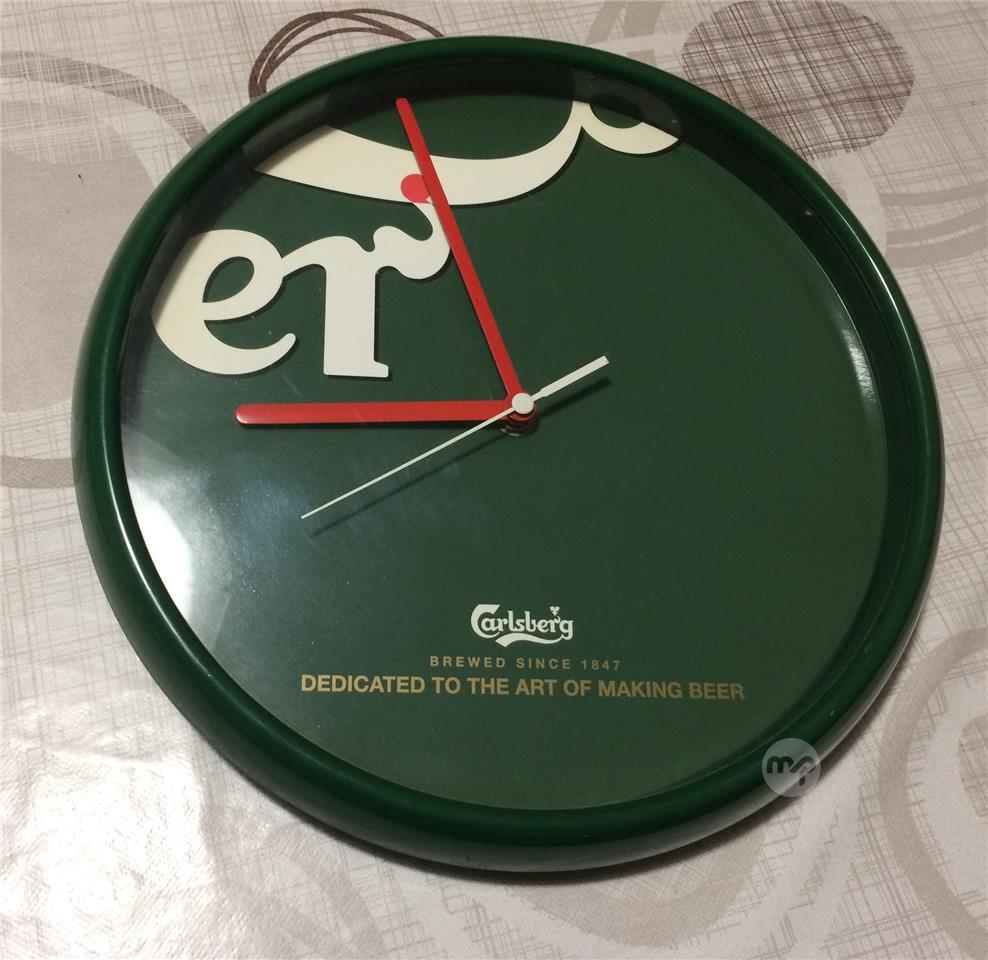 er
Carlsberg
BREWED SINCE 1847
DEDICATED TO THE ART OF MAKING BEER